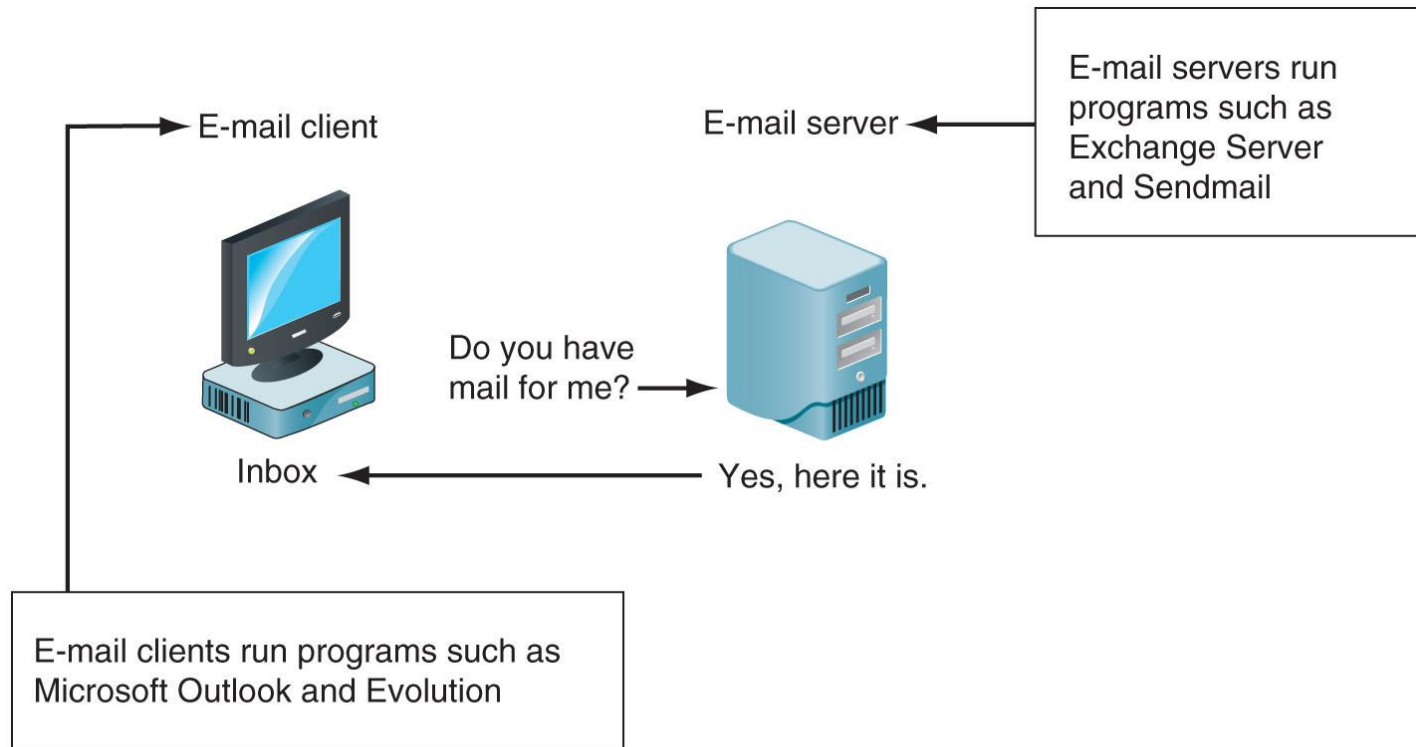 E-mail servers run
programs such as
Exchange Server
and Sendmail
E-mail client
E-mail server
Do you have
mail for me?
Inbox
Yes, here it is.
E-mail clients run programs such as
Microsoft Outlook and Evolution